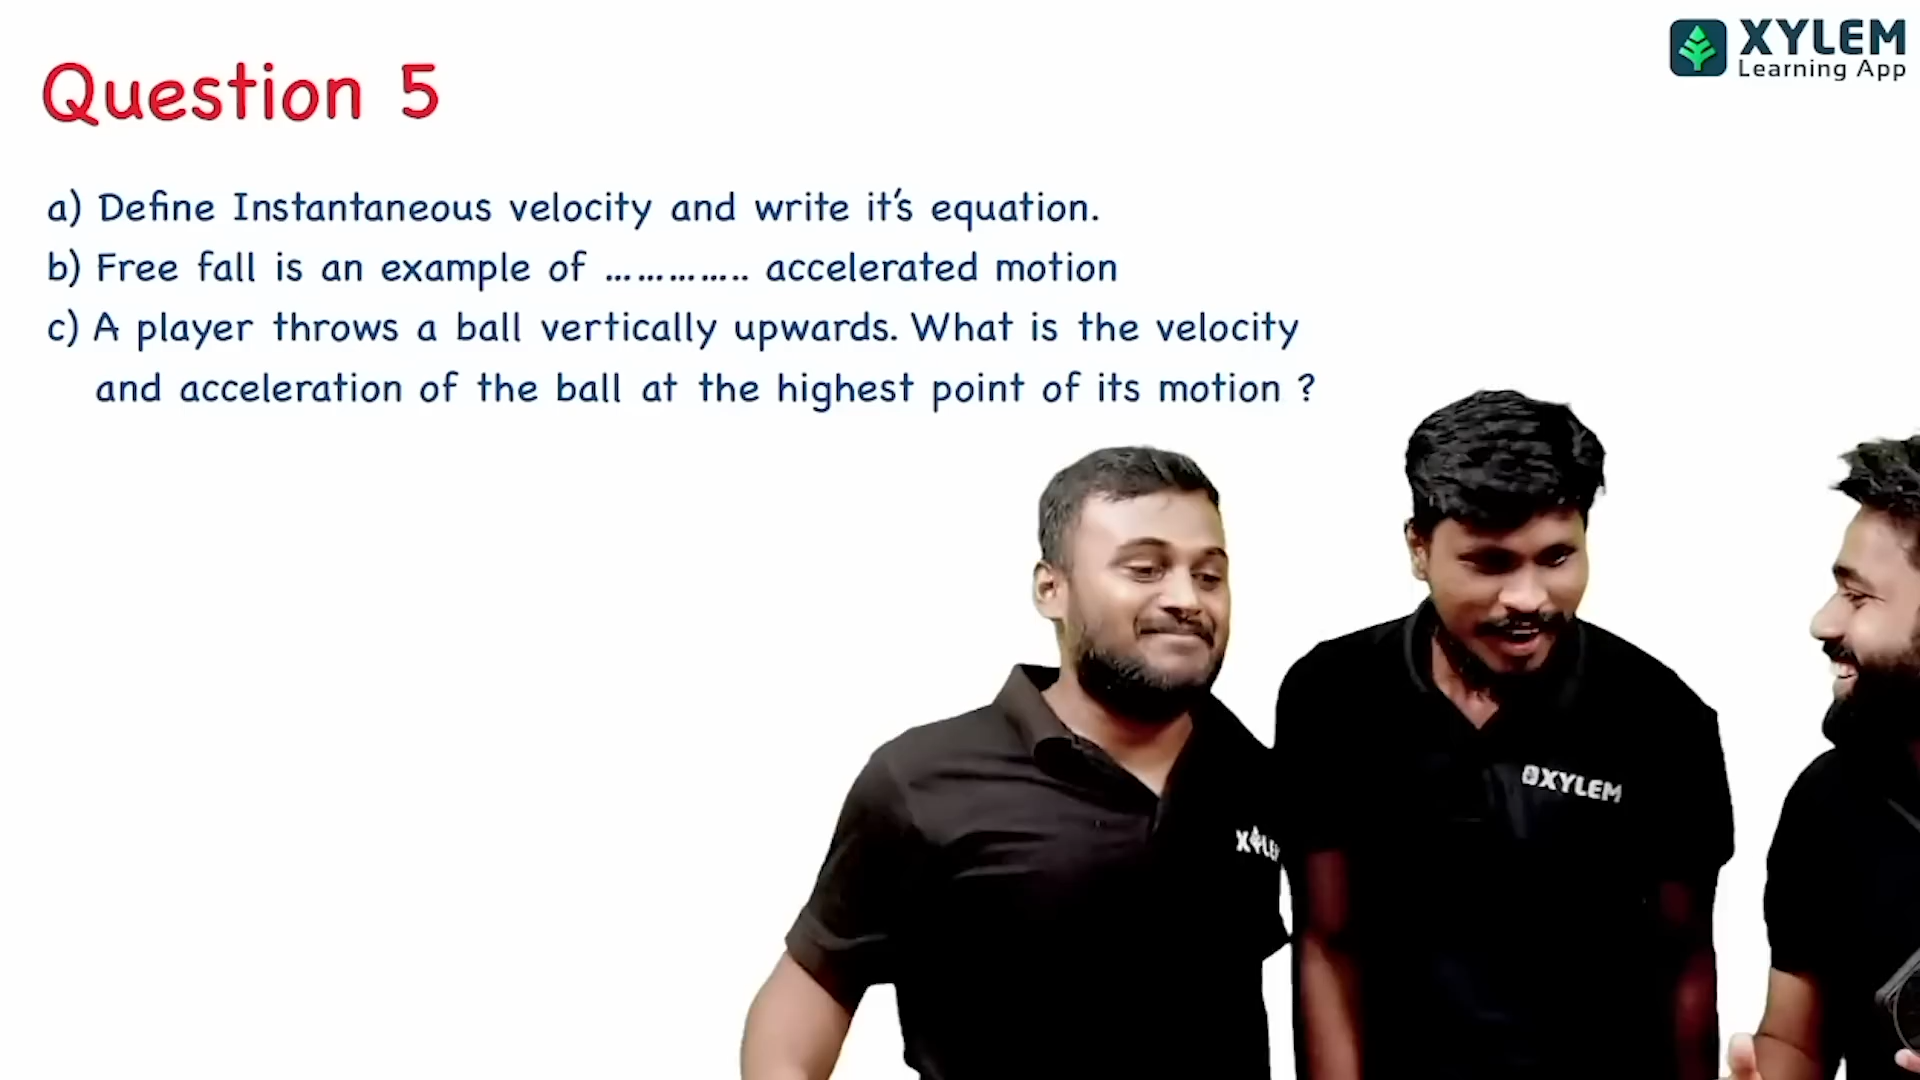 XYLEM
Learning App
Question 5
a) Define Instantaneous velocity and write it's equation.
b) Free fall is an example of ………….. accelerated motion
c) A player throws a ball vertically upwards. What is the velocity
and acceleration of the ball at the highest point of its motion ?
XYLEM